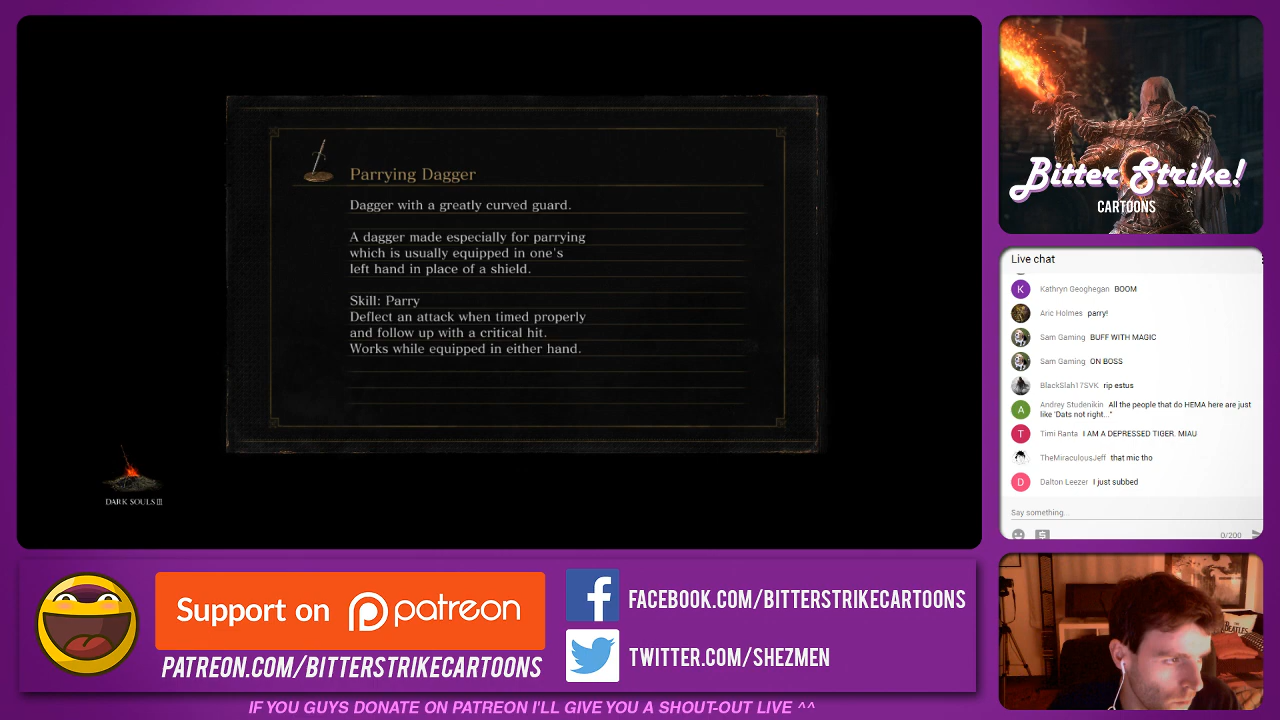 Parrying Dagger
Dagger with a greatly curved guard.
A dagger made especially for parrying
which is usually equipped in one's
left hand in place of a shield.
Skill: Parry
Deflect an attack when timed properly
and follow up with a critical hit.
Works while equipped in either hand.
DARK SOULS III
Bitter Strike!
CARTOONS
Live chat
K Kathryn Geoghegan BOOM
Aric Holmes parry!
Sam Gaming BUFF WITH MAGIC
Sam Gaming ON BOSS
BlackSlah17SVK rip estus
A Andrey Studenikin All the people that do HEMA here are just
like 'Dats not right..."
T Timi Ranta I AM A DEPRESSED TIGER. MIAU
TheMiraculousJeff that mic tho
D Dalton Leezer I just subbed
Say something...
0/200
Support on patreon
PATREON.COM/BITTERSTRIKECARTOONS
FACEBOOK.COM/BITTERSTRIKECARTOONS
TWITTER.COM/SHEZMEN
BEATLES
IF YOU GUYS DONATE ON PATREON I'LL GIVE YOU A SHOUT-OUT LIVE ^^